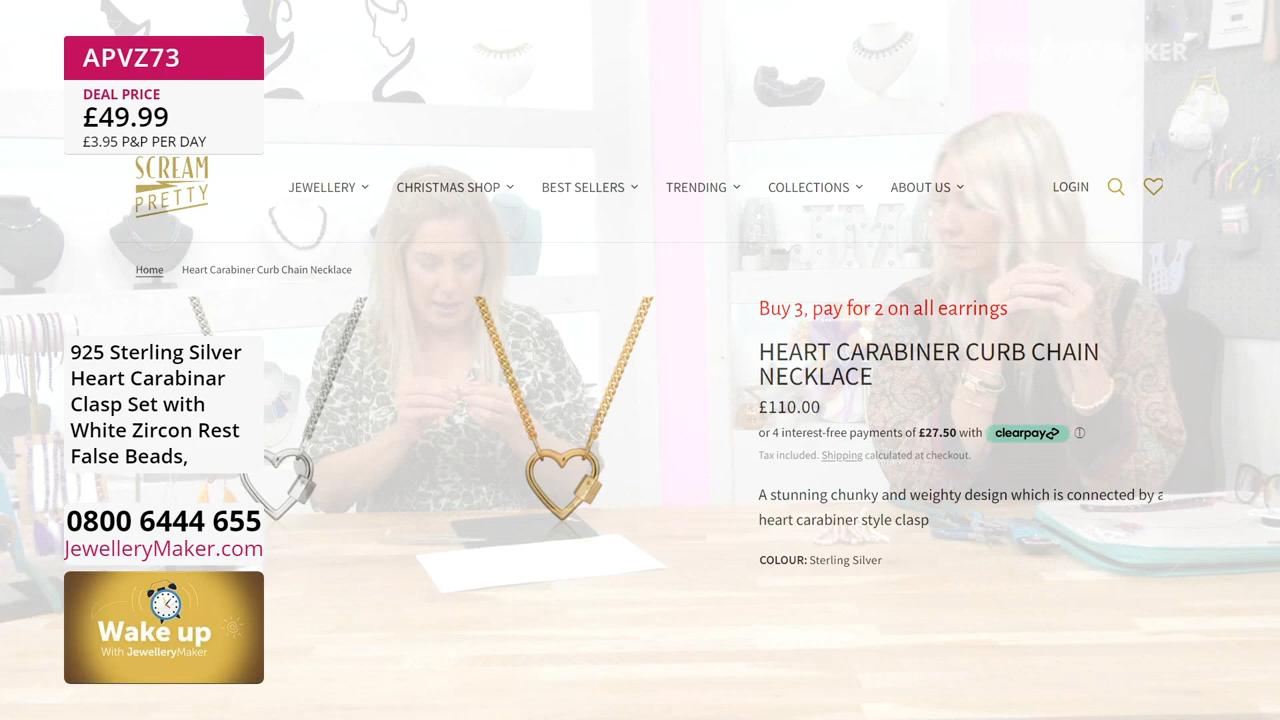 APVZ73
DEAL PRICE
£49.99
£3.95 P&P PER DAY
JEWELLERYMAKER
SCREAM
PRETTY
JEWELLERY
CHRISTMAS SHOP
BEST SELLERS
TRENDING
COLLECTIONS
ABOUT US
LOGIN
Home
Heart Carabiner Curb Chain Necklace
Buy 3, pay for 2 on all earrings
HEART CARABINER CURB CHAIN
NECKLACE
£110.00
or 4 interest-free payments of £27.50 with clearpay
Tax included. Shipping calculated at checkout.
A stunning chunky and weighty design which is connected by a
heart carabiner style clasp
COLOUR: Sterling Silver
925 Sterling Silver
Heart Carabinar
Clasp Set with
White Zircon Rest
False Beads,
0800 6444 655
JewelleryMaker.com
Wake up
With JewelleryMaker